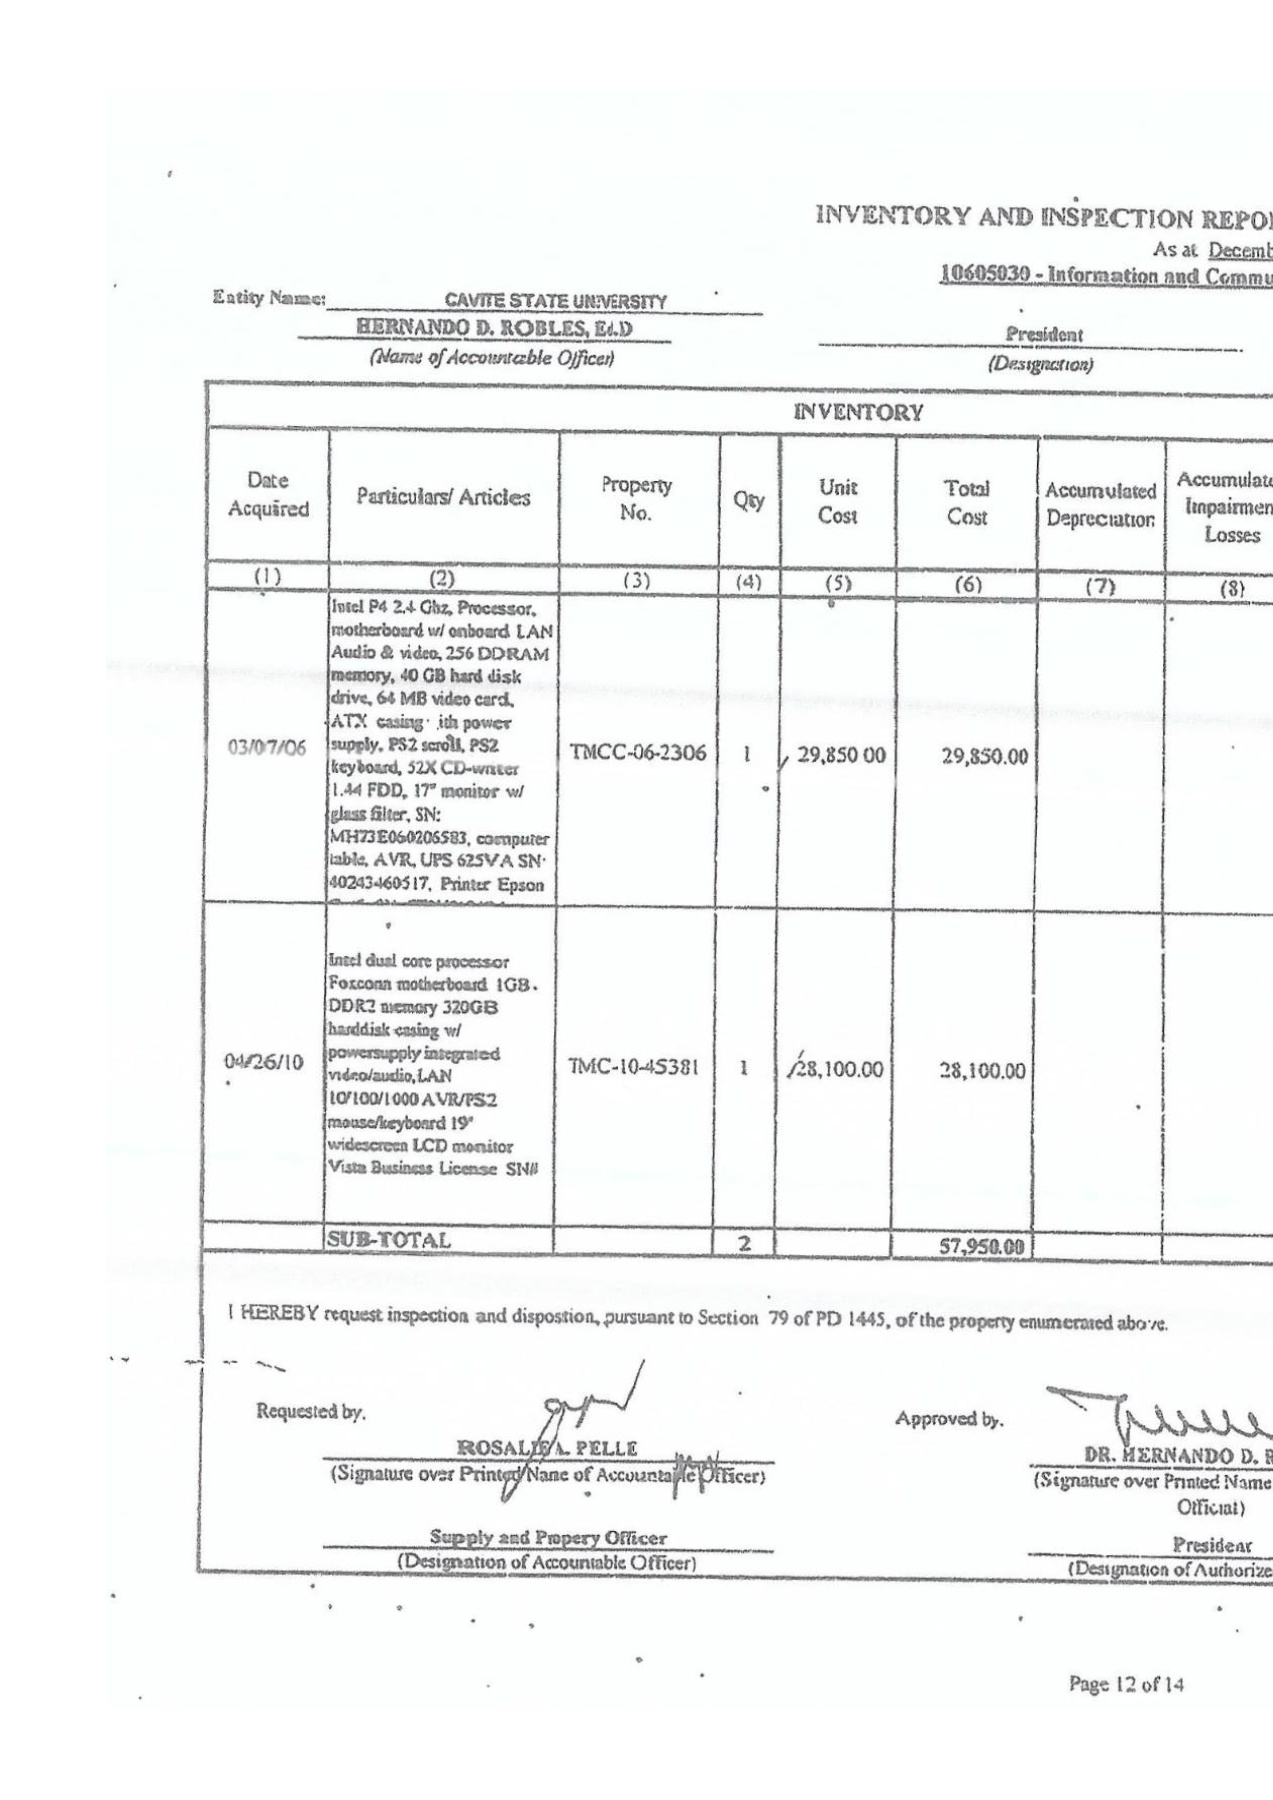 INVENTORY AND INSPECTION REPO
As at Decemb
10605030 - Information and Commu
Entity Name: CAVITE STATE UNIVERSITY
HERNANDO D. ROBLES, Ed.D
President
(Name of Accountable Officer)
(Designation)
INVENTORY
Date Acquired
Particulars/ Articles
Property No.
Qty
Unit Cost
Total Cost
Accumulated Depreciation
Accumulate Impairmen Losses
(1) (2) (3) (4) (5) (6) (7) (8)
03/07/06
Intel P4 2.4 Ghz, Processor,
motherboard w/ onboard LAN
Audio & video, 256 DDRAM
memory, 40 GB hard disk
drive, 64 MB video card,
ATX casing ith power
supply, PS2 scroll, PS2
keyboard, 52X CD-writer
1.44 FDD, 17" monitor w/
glass filter, SN:
MH73E060206583, computer
table, AVR, UPS 625VA SN
40243460517, Printer Epson
TMCC-06-2306 1 29,850 00 29,850.00
04/26/10
Intel dual core processor
Foxconn motherboard 1GB
DDR2 memory 320GB
harddisk casing w/
powersupply integrated
video/audio,LAN
10/100/1000 AVR/PS2
mouse/keyboard 19"
widescreen LCD monitor
Vista Business License SN#
TMC-10-45381 1 28,100.00 28,100.00
SUB-TOTAL 2 57,950.00
I HEREBY request inspection and dispostion, pursuant to Section 79 of PD 1445, of the property enumerated above.
Requested by.
Approved by.
ROSALIE A. PELLE
DR. HERNANDO D. R
(Signature over Printed Name of Accountable Officer)
(Signature over Printed Name
Official)
Supply and Propery Officer
President
(Designation of Accountable Officer)
(Designation of Authorize
Page 12 of 14